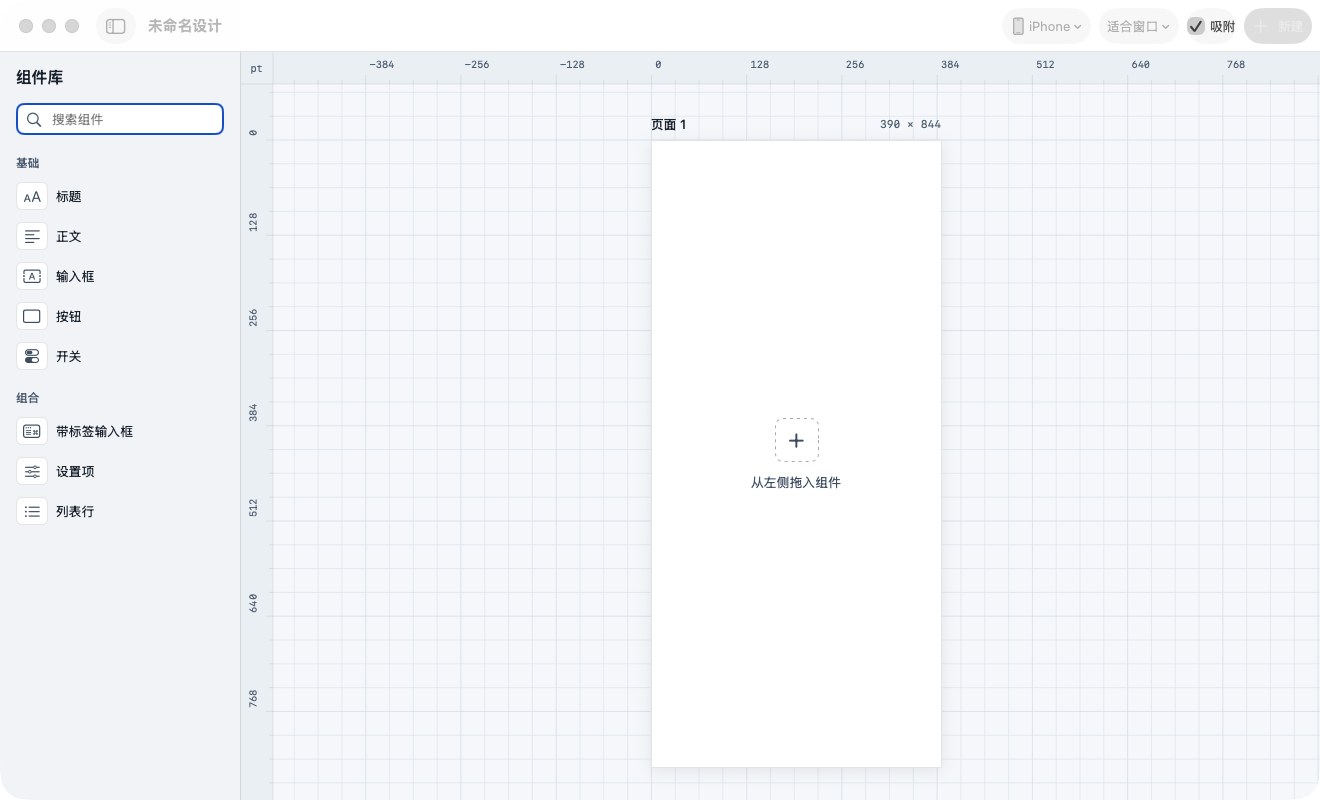 未命名设计
iPhone
适合窗口
吸附
新建
组件库
搜索组件
基础
AA 标题
正文
A 输入框
按钮
开关
组合
带标签输入框
设置项
列表行
pt
−384 −256 −128 0 128 256 384 512 640 768
0
128
256
384
512
640
768
页面 1
390 × 844
从左侧拖入组件